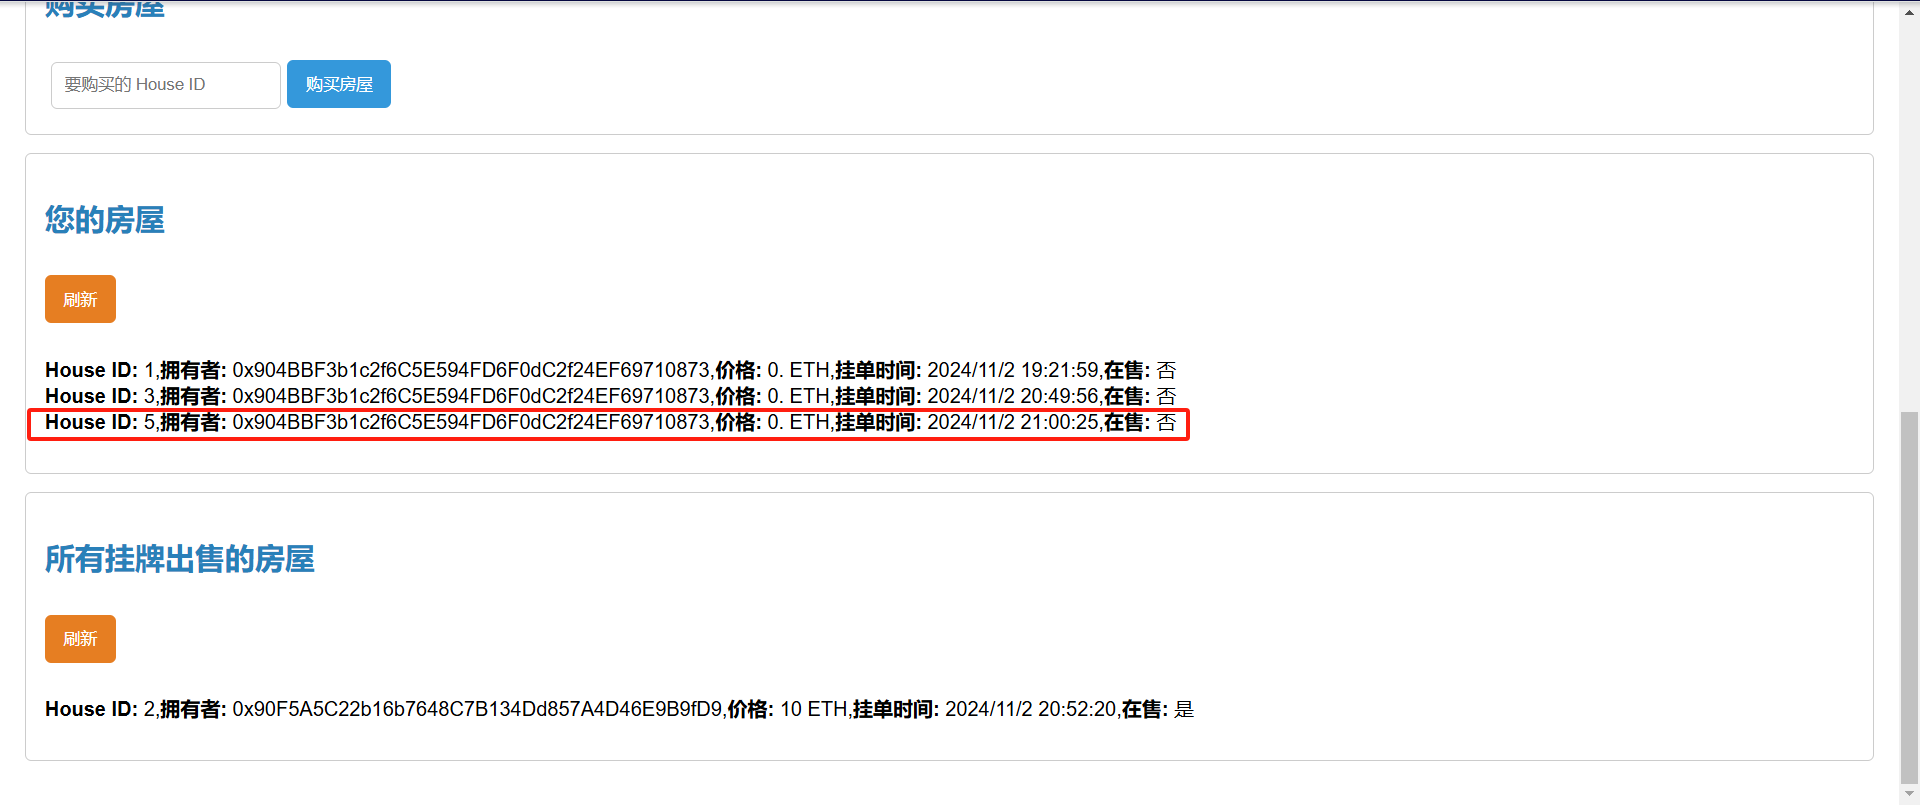 购买房屋
要购买的 House ID
购买房屋
您的房屋
刷新
House ID: 1,拥有者: 0x904BBF3b1c2f6C5E594FD6F0dC2f24EF69710873,价格: 0. ETH,挂单时间: 2024/11/2 19:21:59,在售: 否
House ID: 3,拥有者: 0x904BBF3b1c2f6C5E594FD6F0dC2f24EF69710873,价格: 0. ETH,挂单时间: 2024/11/2 20:49:56,在售: 否
House ID: 5,拥有者: 0x904BBF3b1c2f6C5E594FD6F0dC2f24EF69710873,价格: 0. ETH,挂单时间: 2024/11/2 21:00:25,在售: 否
所有挂牌出售的房屋
刷新
House ID: 2,拥有者: 0x90F5A5C22b16b7648C7B134Dd857A4D46E9B9fD9,价格: 10 ETH,挂单时间: 2024/11/2 20:52:20,在售: 是